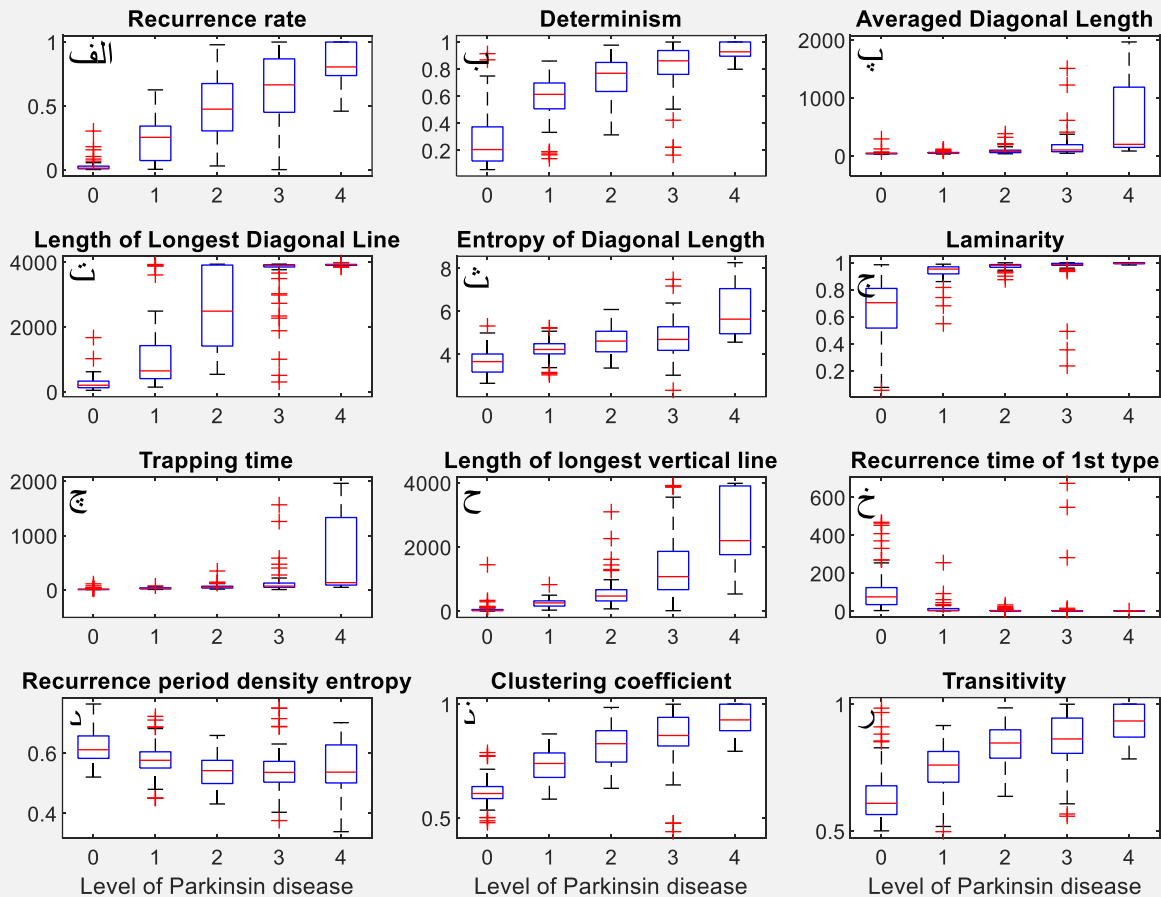 Recurrence rate
الف
1
0.5
0
0 1 2 3 4
Determinism
ب
1
0.8
0.6
0.4
0.2
0 1 2 3 4
Averaged Diagonal Length
پ
2000
1000
0
0 1 2 3 4
Length of Longest Diagonal Line
ت
4000
2000
0
0 1 2 3 4
Entropy of Diagonal Length
ث
8
6
4
0 1 2 3 4
Laminarity
ج
1
0.8
0.6
0.4
0.2
0 1 2 3 4
Trapping time
چ
2000
1000
0
0 1 2 3 4
Length of longest vertical line
ح
4000
2000
0
0 1 2 3 4
Recurrence time of 1st type
خ
600
400
200
0
0 1 2 3 4
Recurrence period density entropy
د
0.6
0.4
0 1 2 3 4
Level of Parkinsin disease
Clustering coefficient
ذ
1
0.5
0 1 2 3 4
Level of Parkinsin disease
Transitivity
ر
1
0.5
0 1 2 3 4
Level of Parkinsin disease